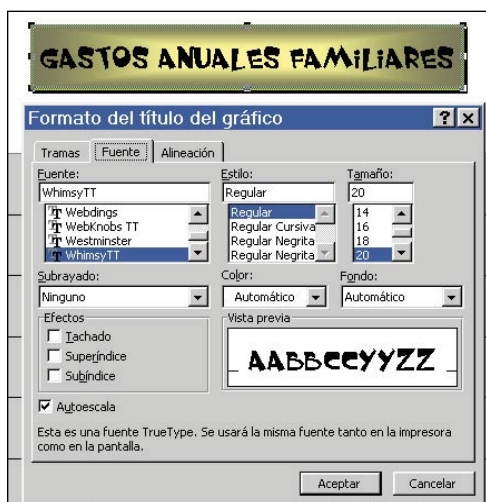 GASTOS ANUALES FAMiLiARES
Formato del título del gráfico
Tramas Fuente Alineación
Fuente: Estilo: Tamaño:
WhimsyTT Regular 20
Webdings Regular 14
WebKnobs TT Regular Cursiva 16
Westminster Regular Negrita 18
WhimsyTT Regular Negrita 20
Subrayado: Color: Fondo:
Ninguno Automático Automático
Efectos Vista previa
Tachado
Superíndice
Subíndice
AABBCCYYZZ
Autoescala
Esta es una fuente TrueType. Se usará la misma fuente tanto en la impresora
como en la pantalla.
Aceptar Cancelar